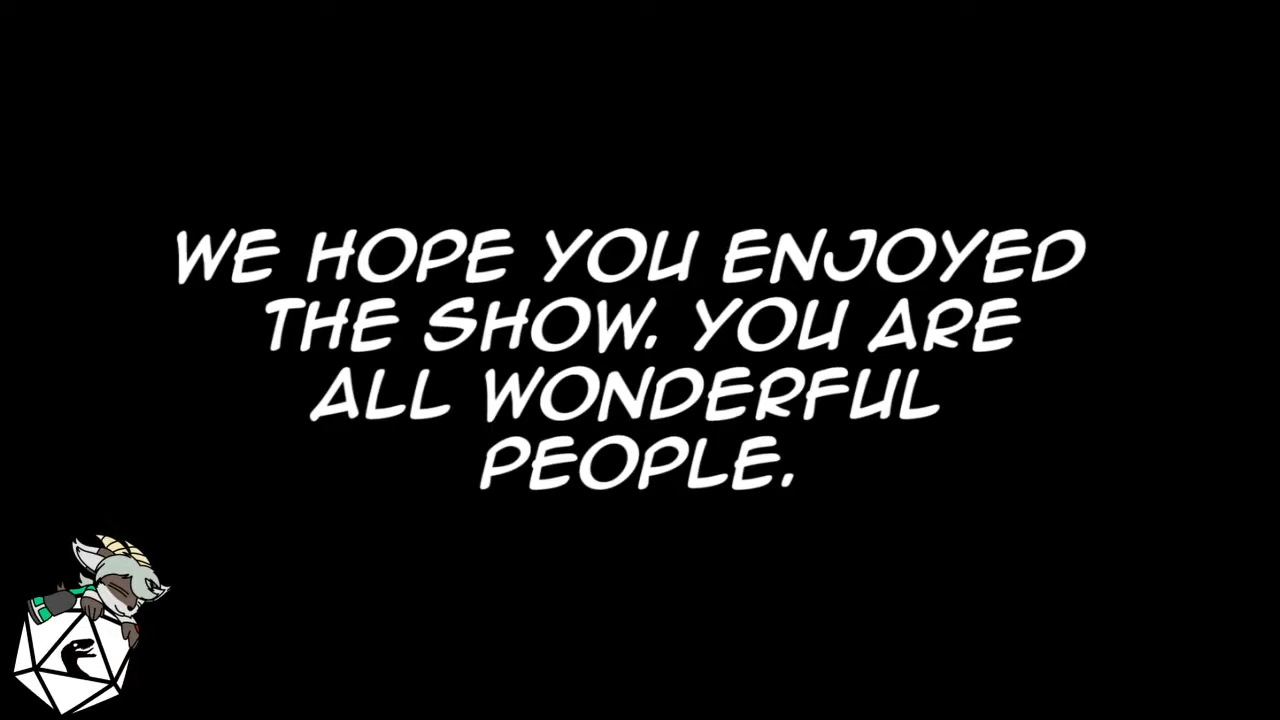 WE HOPE YOU ENJOYED
THE SHOW. YOU ARE
ALL WONDERFUL
PEOPLE.